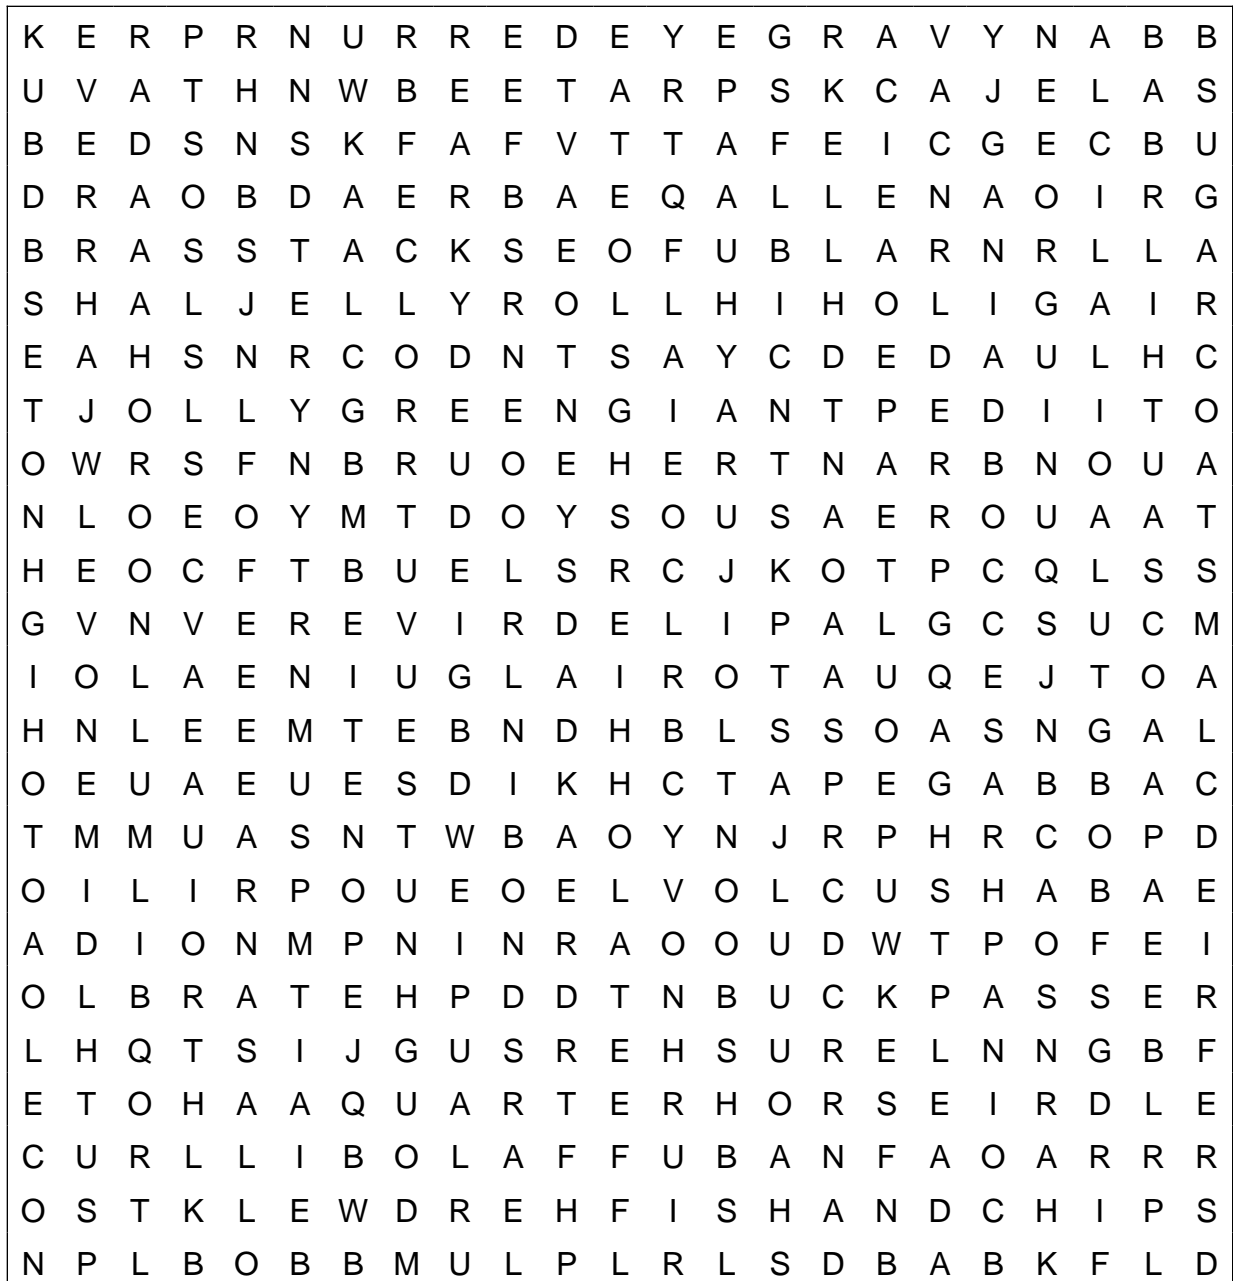 K E R P R N U R R E D E Y E G R A V Y N A B B
U V A T H N W B E E T A R P S K C A J E L A S
B E D S N S K F A F V T T A F E I C G E C B U
D R A O B D A E R B A E Q A L L E N A O I R G
B R A S S T A C K S E O F U B L A R N R L L A
S H A L J E L L Y R O L L H I H O L I G A I R
E A H S N R C O D N T S A Y C D E D A U L H C
T J O L L Y G R E E N G I A N T P E D I I T O
O W R S F N B R U O E H E R T N A R B N O U A
N L O E O Y M T D O Y S O U S A E R O U A A T
H E O C F T B U E L S R C J K O T P C Q L S S
G V N V E R E V I R D E L I P A L G C S U C M
I O L A E N I U G L A I R O T A U Q E J T O A
H N L E E M T E B N D H B L S S O A S N G A L
O E U A E U E S D I K H C T A P E G A B B A C
T M M U A S N T W B A O Y N J R P H R C O P D
O I L I R P O U E O E L V O L C U S H A B A E
A D I O N M P N I N R A O O U D W T P O F E I
O L B R A T E H P D D T N B U C K P A S S E R
L H Q T S I J G U S R E H S U R E L N N G B F
E T O H A A Q U A R T E R H O R S E I R D L E
C U R L L I B O L A F F U B A N F A O A R R R
O S T K L E W D R E H F I S H A N D C H I P S
N P L B O B B M U L P L R L S D B A B K F L D